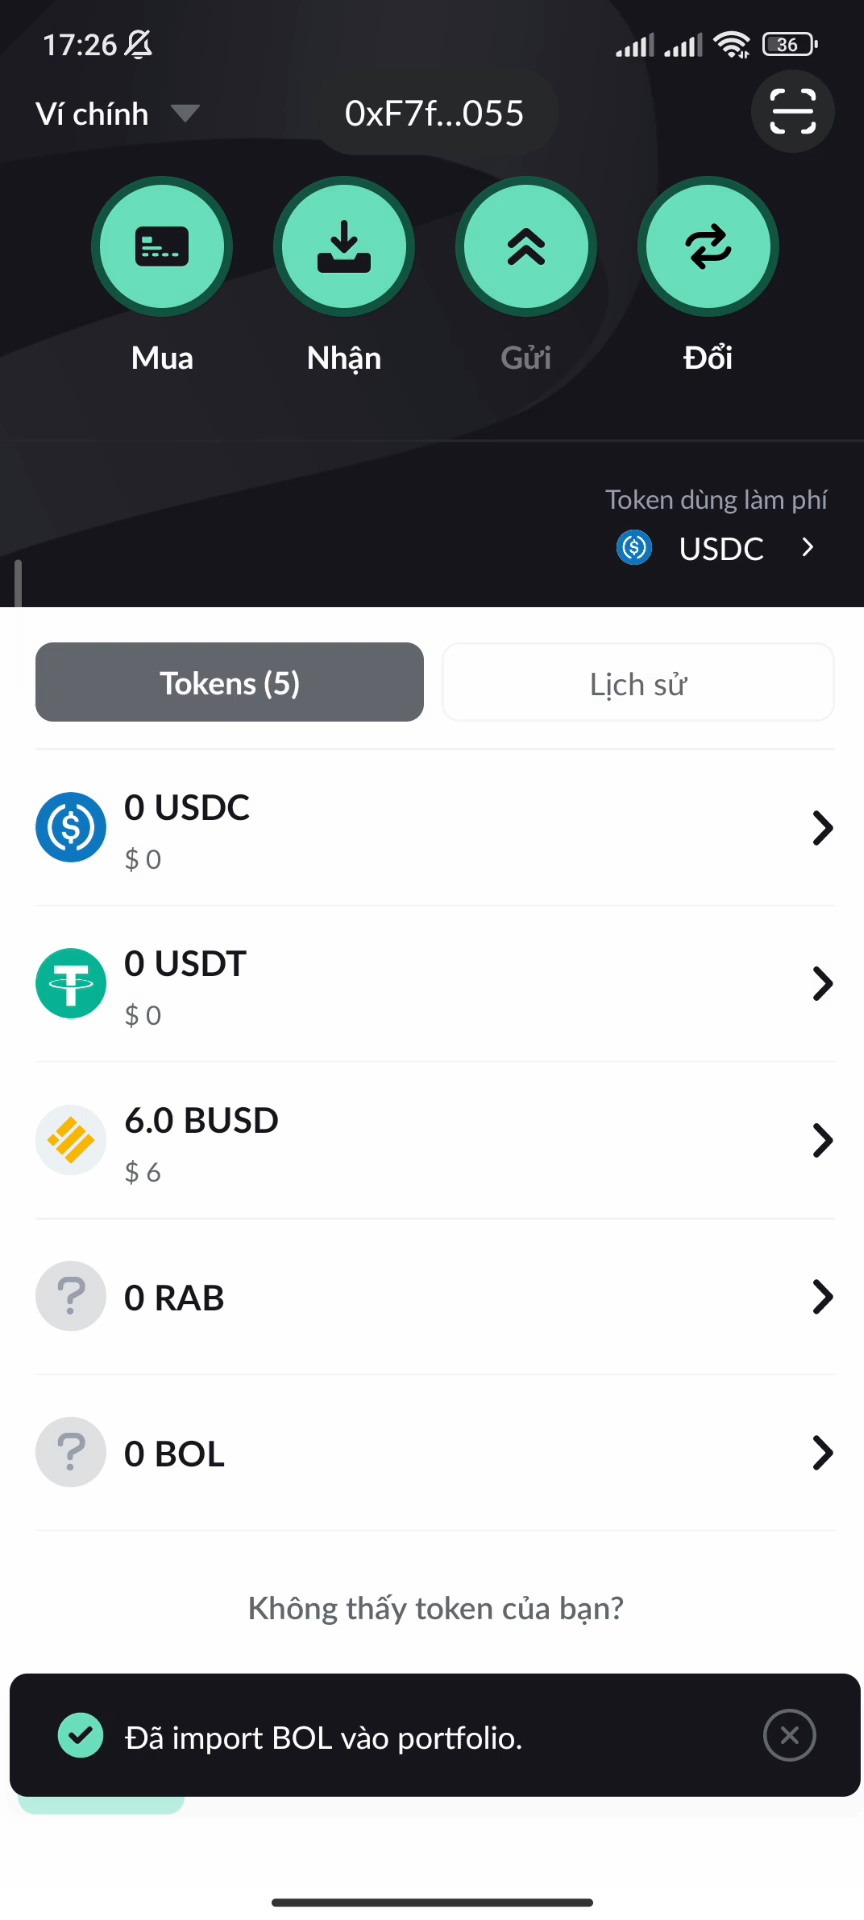 17:26
36
Ví chính
0xF7f...055
Mua
Nhận
Gửi
Đổi
Token dùng làm phí
USDC
Tokens (5)
Lịch sử
0 USDC
$ 0
0 USDT
$ 0
6.0 BUSD
$ 6
0 RAB
0 BOL
Không thấy token của bạn?
Đã import BOL vào portfolio.